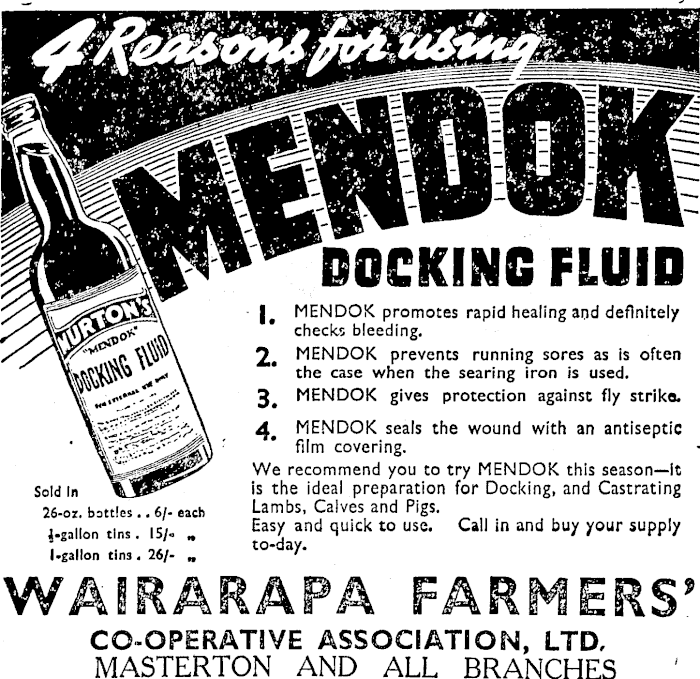 4 Reasons for using
MENDOK
DOCKING FLUID
1. MENDOK promotes rapid healing and definitely
checks bleeding.
2. MENDOK prevents running sores as is often
the case when the searing iron is used.
3. MENDOK gives protection against fly strike.
4. MENDOK seals the wound with an antiseptic
film covering.
We recommend you to try MENDOK this season—it
is the ideal preparation for Docking, and Castrating
Lambs, Calves and Pigs.
Easy and quick to use. Call in and buy your supply
to-day.
"MENDOK"
DOCKING FLUID
FOR EXTERNAL USE ONLY
Sold in
26-oz. bottles . . 6/- each
½-gallon tins . 15/- „
1-gallon tins . 26/- „
WAIRARAPA FARMERS'
CO-OPERATIVE ASSOCIATION, LTD.
MASTERTON AND ALL BRANCHES